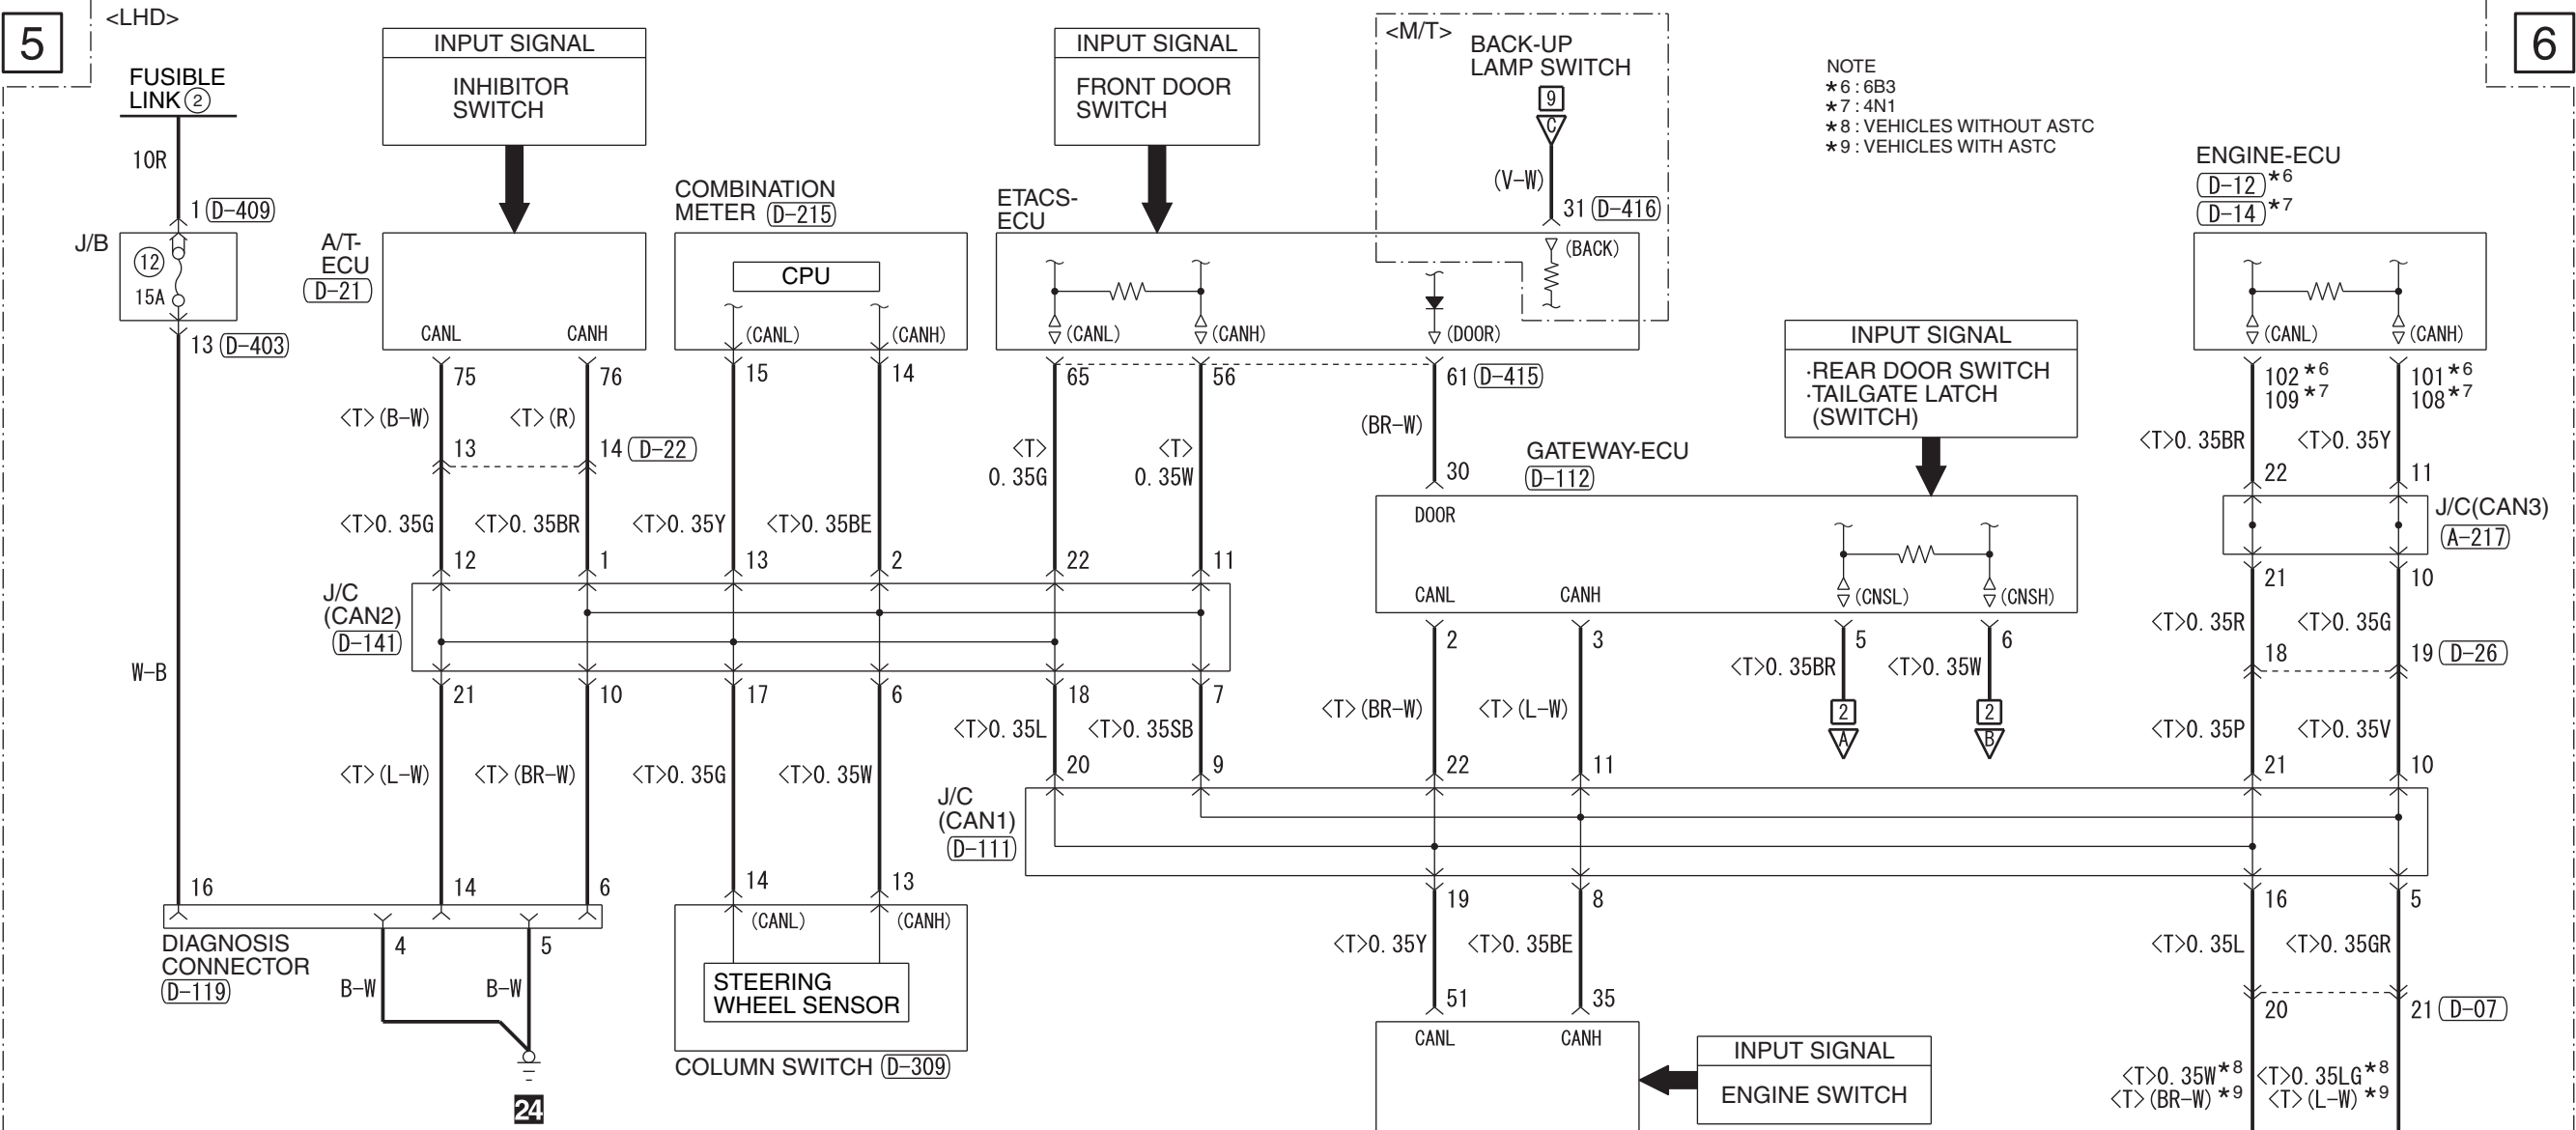 5
<LHD>
FUSIBLE
LINK 2
10R
1 D-409
J/B
12
15A
13 D-403
W-B
16
INPUT SIGNAL
INHIBITOR
SWITCH
A/T-
ECU
D-21
CANL
CANH
75
76
<T>(B-W)
<T>(R)
13
14 D-22
<T>0.35G
<T>0.35BR
12
1
COMBINATION
METER D-215
CPU
(CANL)
(CANH)
15
14
<T>0.35Y
<T>0.35BE
13
2
INPUT SIGNAL
FRONT DOOR
SWITCH
ETACS-
ECU
(CANL)
(CANH)
(DOOR)
65
56
61 D-415
<T>
0.35G
<T>
0.35W
22
11
(BR-W)
30
<M/T>
BACK-UP
LAMP SWITCH
9
C
(V-W)
31 D-416
(BACK)
NOTE
*6 : 6B3
*7 : 4N1
*8 : VEHICLES WITHOUT ASTC
*9 : VEHICLES WITH ASTC
6
ENGINE-ECU
D-12 *6
D-14 *7
(CANL)
(CANH)
102 *6
109 *7
101 *6
108 *7
<T>0.35BR
<T>0.35Y
22
11
J/C(CAN3)
A-217
21
10
<T>0.35R
<T>0.35G
18
19 D-26
<T>0.35P
<T>0.35V
21
10
INPUT SIGNAL
·REAR DOOR SWITCH
·TAILGATE LATCH
(SWITCH)
GATEWAY-ECU
D-112
DOOR
CANL
CANH
(CNSL)
(CNSH)
2
3
5
6
<T>(BR-W)
<T>(L-W)
<T>0.35BR
<T>0.35W
2
A
2
B
22
11
J/C
(CAN2)
D-141
21
10
17
6
18
7
<T>(L-W)
<T>(BR-W)
<T>0.35G
<T>0.35W
<T>0.35L
<T>0.35SB
20
9
14
6
14
13
DIAGNOSIS
CONNECTOR
D-119
4
5
B-W
B-W
24
(CANL)
(CANH)
STEERING
WHEEL SENSOR
COLUMN SWITCH D-309
J/C
(CAN1)
D-111
19
8
16
5
<T>0.35Y
<T>0.35BE
<T>0.35L
<T>0.35GR
51
35
20
21 D-07
CANL
CANH
INPUT SIGNAL
ENGINE SWITCH
<T>0.35W *8
<T>(BR-W) *9
<T>0.35LG *8
<T>(L-W) *9